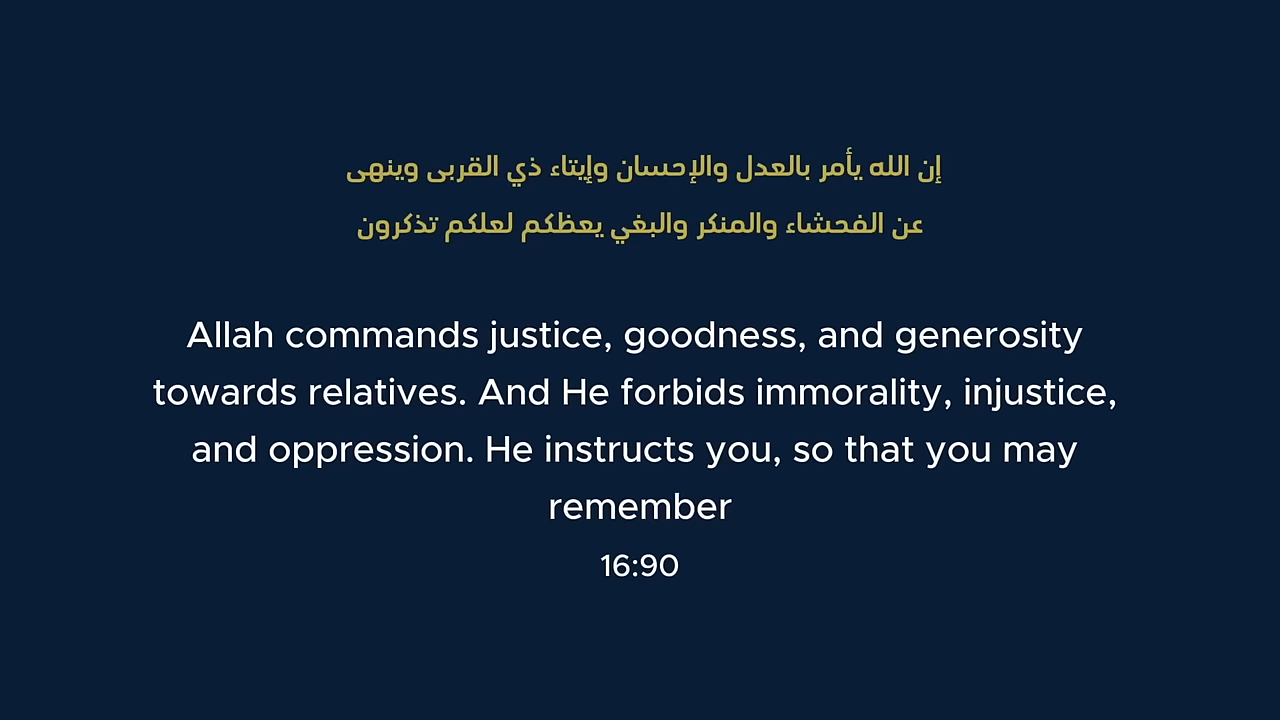 إن الله يأمر بالعدل والإحسان وإيتاء ذي القربى وينهى
عن الفحشاء والمنكر والبغي يعظكم لعلكم تذكرون
Allah commands justice, goodness, and generosity
towards relatives. And He forbids immorality, injustice,
and oppression. He instructs you, so that you may
remember
16:90